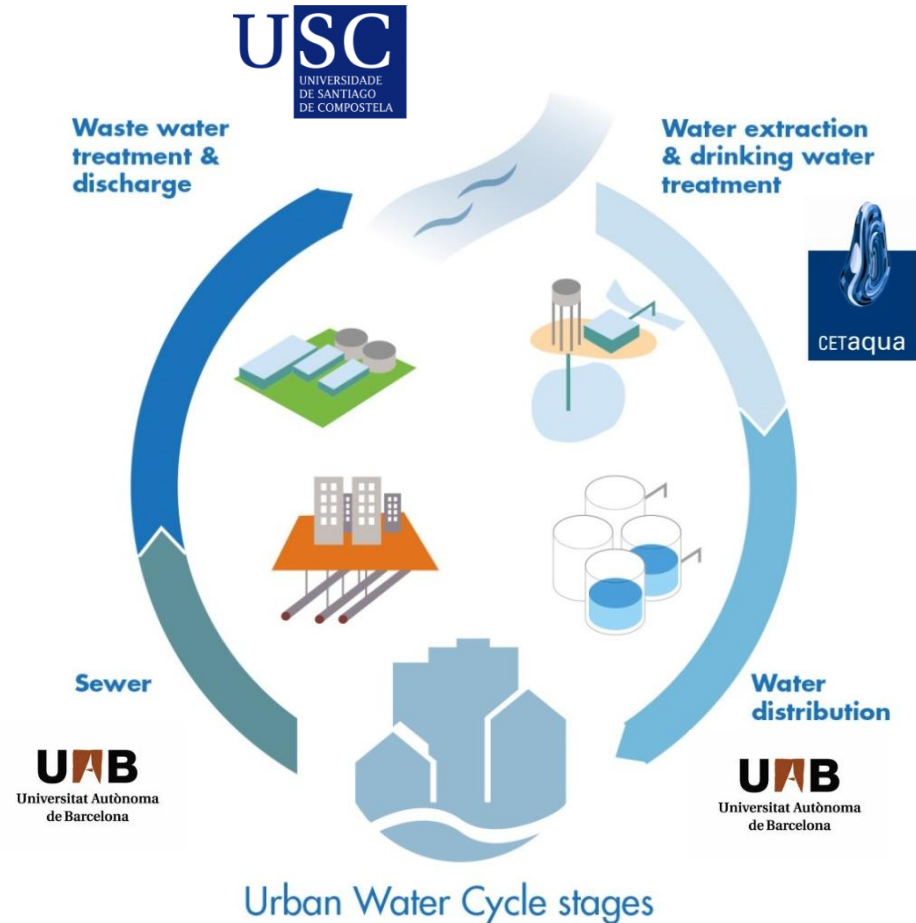 USC
UNIVERSIDADE
DE SANTIAGO
DE COMPOSTELA
Waste water
treatment &
discharge
Water extraction
& drinking water
treatment
CETaqua
Sewer
Water
distribution
UAB
Universitat Autònoma
de Barcelona
UAB
Universitat Autònoma
de Barcelona
Urban Water Cycle stages